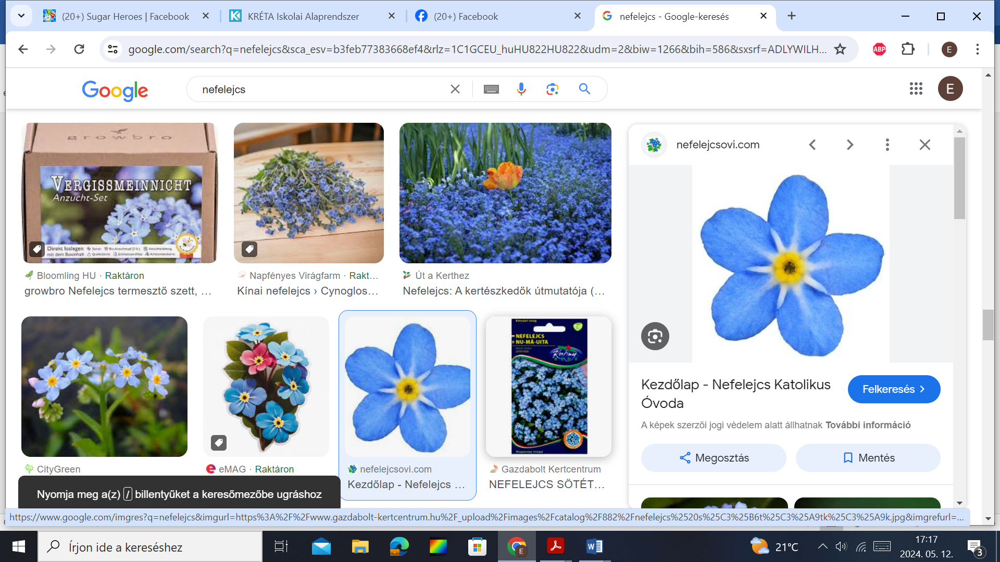 (20+) Sugar Heroes | Facebook
KRÉTA Iskolai Alaprendszer
(20+) Facebook
nefelejcs - Google-keresés
google.com/search?q=nefelejcs&sca_esv=b3feb77383668ef4&rlz=1C1GCEU_huHU822HU822&udm=2&biw=1266&bih=586&sxsrf=ADLYWILH...
ABP
E
Google
nefelejcs
E
growbro
VERGISSMEINNICHT
Anzucht-Set
Direkt loslegen
mit dem Boxinhalt
Bloomling HU · Raktáron
growbro Nefelejcs termesztő szett, ...
Napfényes Virágfarm · Rakt...
Kínai nefelejcs › Cynoglos...
Út a Kerthez
Nefelejcs: A kertészkedők útmutatója (...
nefelejcsovi.com
Kezdőlap - Nefelejcs Katolikus
Óvoda
Felkeresés
A képek szerzői jogi védelem alatt állhatnak További információ
Megosztás
Mentés
NEFELEJCS
NU-MĂ-UITA
Kertimag
CityGreen
eMAG · Raktáron
nefelejcsovi.com
Kezdőlap - Nefelejcs ...
Gazdabolt Kertcentrum
NEFELEJCS SÖTÉT...
Nyomja meg a(z) / billentyűket a keresőmezőbe ugráshoz
https://www.google.com/imgres?q=nefelejcs&imgurl=https%3A%2F%2Fwww.gazdabolt-kertcentrum.hu%2F_upload%2Fimages%2Fcatalog%2F882%2Fnefelejcs%2520s%25C3%25B6t%25C3%25A9tk%25C3%25A9k.jpg&imgrefurl=...
Írjon ide a kereséshez
E
21°C
17:17
2024. 05. 12.
3